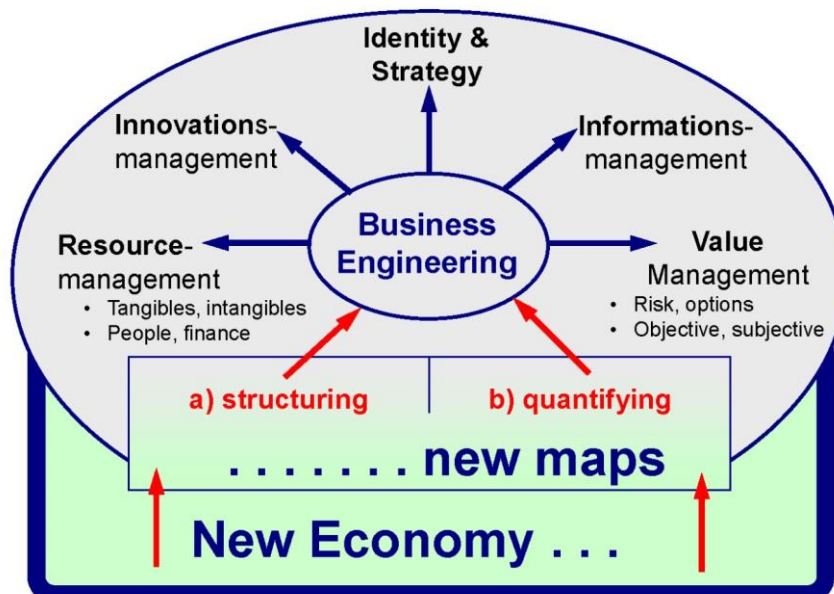 Identity &
Strategy
Innovations-
management
Informations-
management
Business
Engineering
Resource-
management
• Tangibles, intangibles
• People, finance
Value
Management
• Risk, options
• Objective, subjective
a) structuring
b) quantifying
. . . . . . . new maps
New Economy . . .